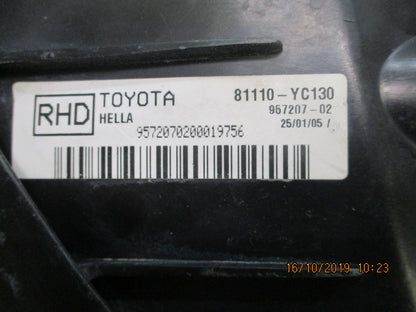 RHD TOYOTA 81110-YC130
HELLA 967207-02
25/01/05 /
9572070200019756
16/10/2019 10:23